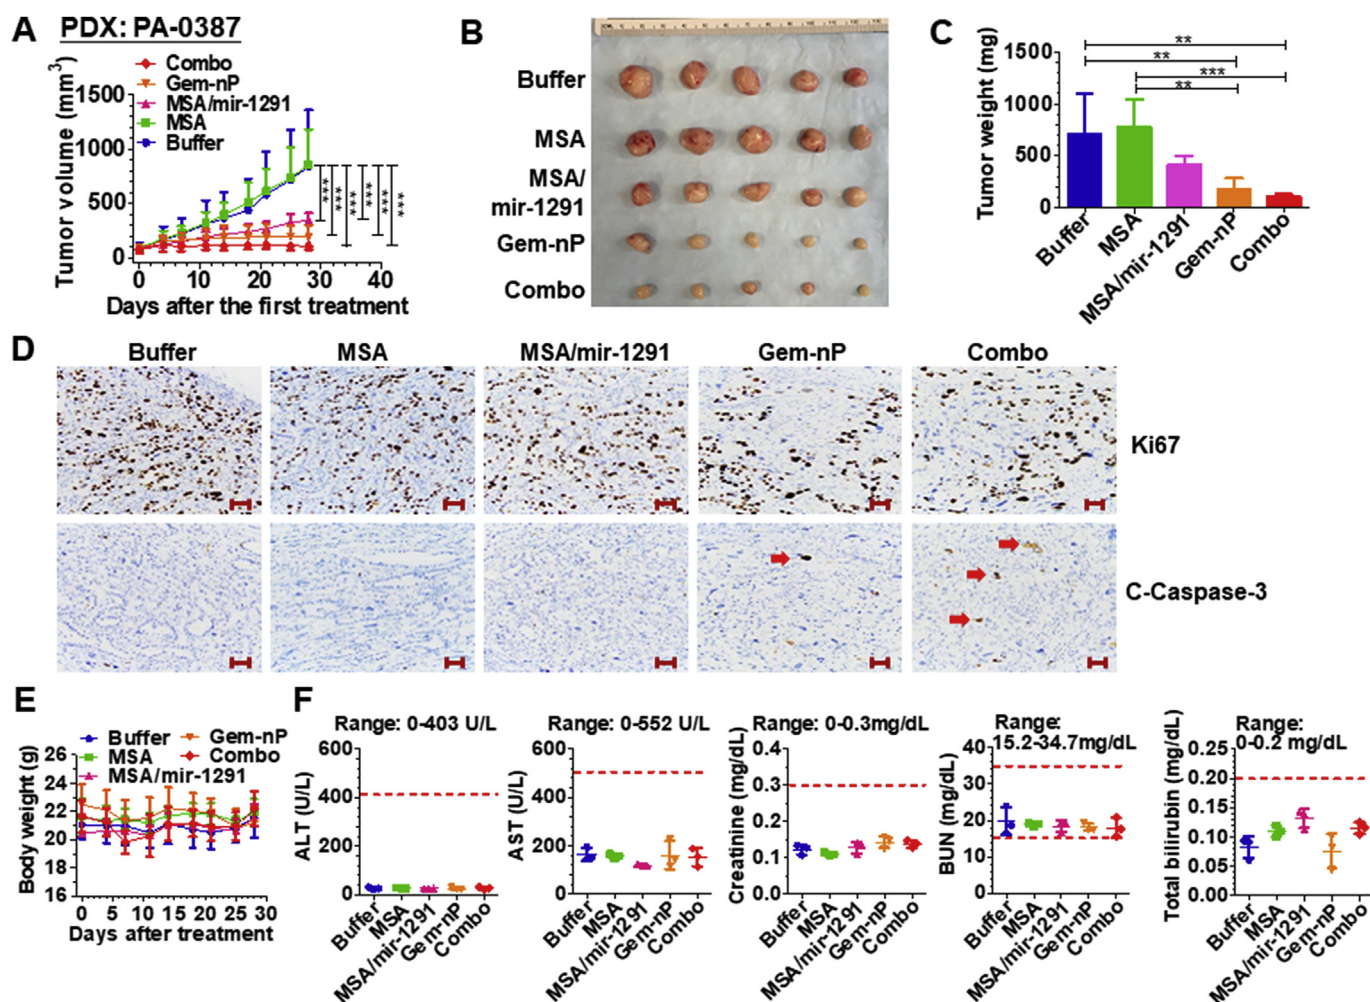 A PDX: PA-0387
Combo
Gem-nP
MSA/mir-1291
MSA
Buffer
Tumor volume (mm³)
1500
1000
500
0
0 10 20 30 40
Days after the first treatment
***
***
***
***
***
***
B
Buffer
MSA
MSA/
mir-1291
Gem-nP
Combo
C
Tumor weight (mg)
1500
1000
500
0
**
**
***
**
Buffer
MSA
MSA/mir-1291
Gem-nP
Combo
D
Buffer MSA MSA/mir-1291 Gem-nP Combo
Ki67
C-Caspase-3
E
Buffer
MSA
MSA/mir-1291
Gem-nP
Combo
Body weight (g)
26
24
22
20
18
16
0 5 10 15 20 25 30
Days after treatment
F
Range: 0-403 U/L
ALT (U/L)
600
400
200
0
Buffer
MSA
MSA/mir-1291
Gem-nP
Combo
Range: 0-552 U/L
AST (U/L)
600
400
200
0
Buffer
MSA
MSA/mir-1291
Gem-nP
Combo
Range: 0-0.3mg/dL
Creatinine (mg/dL)
0.4
0.3
0.2
0.1
0.0
Buffer
MSA
MSA/mir-1291
Gem-nP
Combo
Range:
15.2-34.7mg/dL
BUN (mg/dL)
40
30
20
10
0
Buffer
MSA
MSA/mir-1291
Gem-nP
Combo
Range:
0-0.2 mg/dL
Total bilirubin (mg/dL)
0.25
0.20
0.15
0.10
0.05
0.00
Buffer
MSA
MSA/mir-1291
Gem-nP
Combo